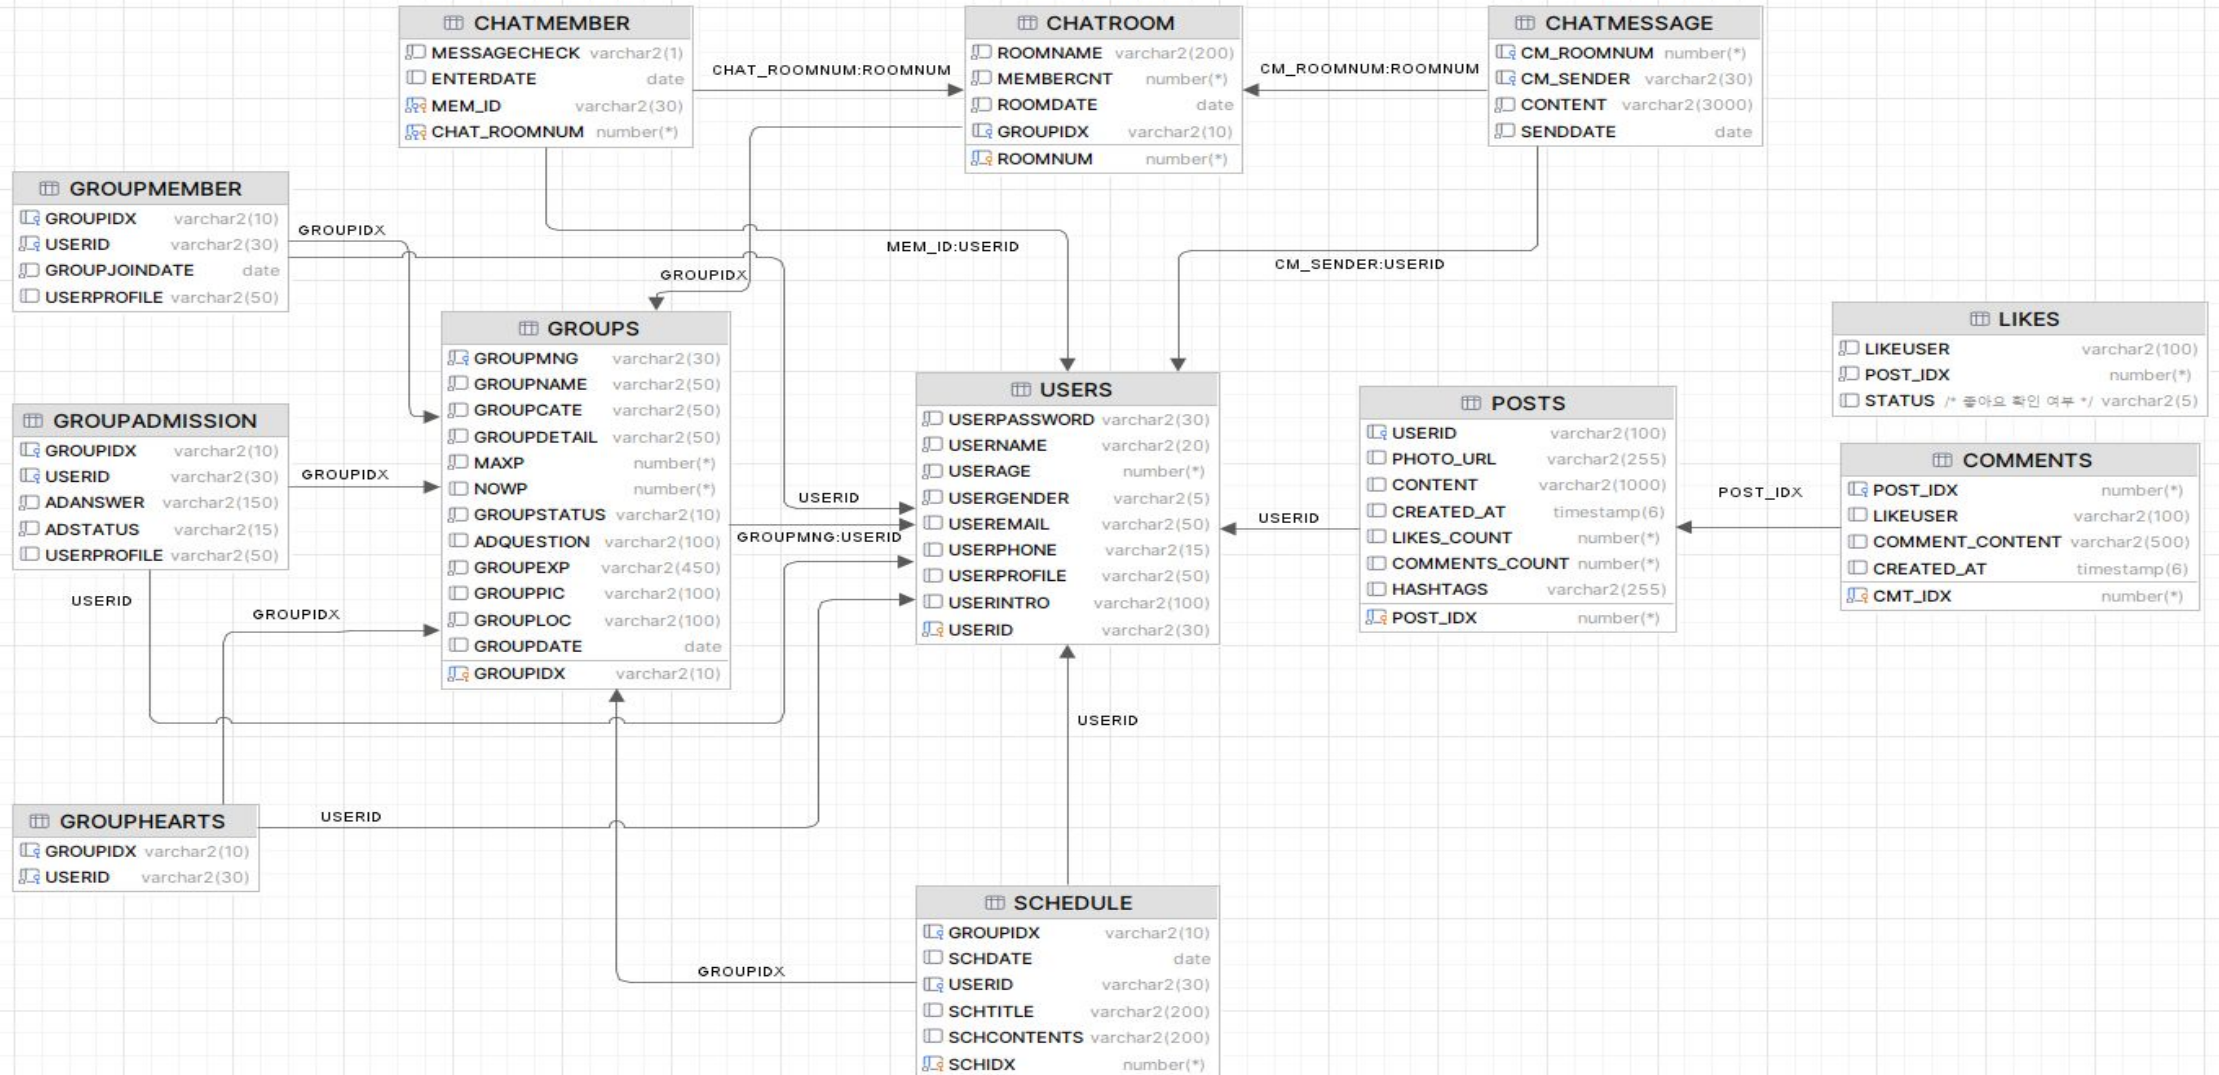 CHATMEMBER
MESSAGECHECK varchar2(1)
ENTERDATE date
MEM_ID varchar2(30)
CHAT_ROOMNUM number(*)
CHAT_ROOMNUM:ROOMNUM
CHATROOM
ROOMNAME varchar2(200)
MEMBERCNT number(*)
ROOMDATE date
GROUPIDX varchar2(10)
ROOMNUM number(*)
CM_ROOMNUM:ROOMNUM
CHATMESSAGE
CM_ROOMNUM number(*)
CM_SENDER varchar2(30)
CONTENT varchar2(3000)
SENDDATE date
GROUPMEMBER
GROUPIDX varchar2(10)
USERID varchar2(30)
GROUPJOINDATE date
USERPROFILE varchar2(50)
GROUPIDX
GROUPIDX
MEM_ID:USERID
CM_SENDER:USERID
GROUPS
GROUPMNG varchar2(30)
GROUPNAME varchar2(50)
GROUPCATE varchar2(50)
GROUPDETAIL varchar2(50)
MAXP number(*)
NOWP number(*)
GROUPSTATUS varchar2(10)
ADQUESTION varchar2(100)
GROUPEXP varchar2(450)
GROUPPIC varchar2(100)
GROUPLOC varchar2(100)
GROUPDATE date
GROUPIDX varchar2(10)
LIKES
LIKEUSER varchar2(100)
POST_IDX number(*)
STATUS /* 좋아요 확인 여부 */ varchar2(5)
USERS
USERPASSWORD varchar2(30)
USERNAME varchar2(20)
USERAGE number(*)
USERGENDER varchar2(5)
USEREMAIL varchar2(50)
USERPHONE varchar2(15)
USERPROFILE varchar2(50)
USERINTRO varchar2(100)
USERID varchar2(30)
POSTS
USERID varchar2(100)
PHOTO_URL varchar2(255)
CONTENT varchar2(1000)
CREATED_AT timestamp(6)
LIKES_COUNT number(*)
COMMENTS_COUNT number(*)
HASHTAGS varchar2(255)
POST_IDX number(*)
GROUPADMISSION
GROUPIDX varchar2(10)
USERID varchar2(30)
ADANSWER varchar2(150)
ADSTATUS varchar2(15)
USERPROFILE varchar2(50)
GROUPIDX
USERID
GROUPMNG:USERID
USERID
POST_IDX
COMMENTS
POST_IDX number(*)
LIKEUSER varchar2(100)
COMMENT_CONTENT varchar2(500)
CREATED_AT timestamp(6)
CMT_IDX number(*)
USERID
GROUPIDX
USERID
GROUPHEARTS
GROUPIDX varchar2(10)
USERID varchar2(30)
USERID
GROUPIDX
SCHEDULE
GROUPIDX varchar2(10)
SCHDATE date
USERID varchar2(30)
SCHTITLE varchar2(200)
SCHCONTENTS varchar2(200)
SCHIDX number(*)